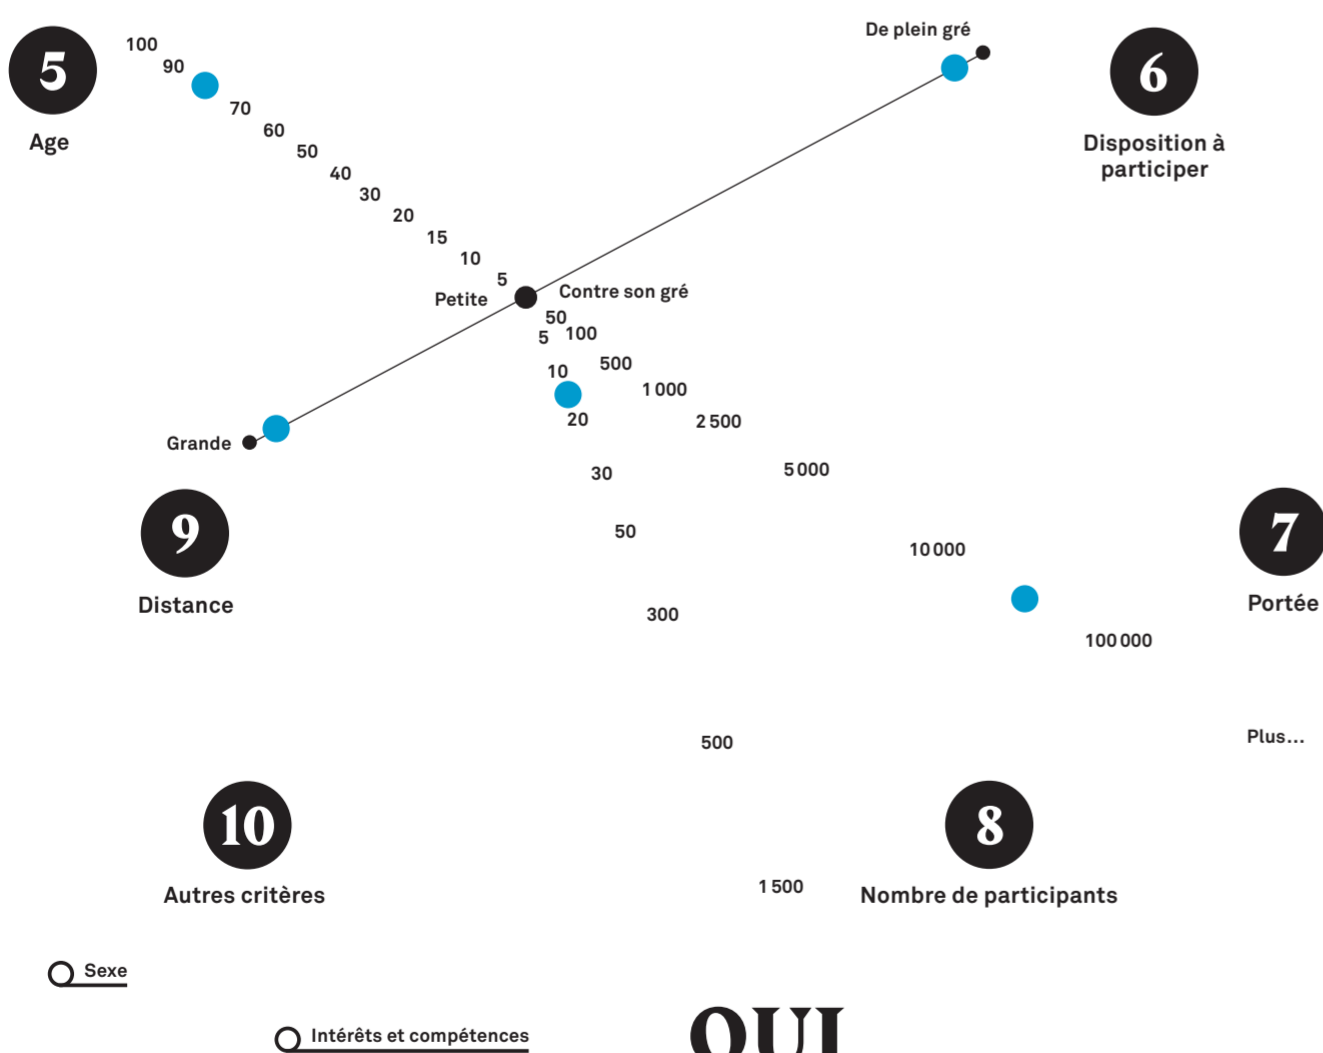 5
Age
100
90
70
60
50
40
30
20
15
10
5
De plein gré
6
Disposition à
participer
Petite
Contre son gré
50
5
100
10
500
1 000
20
2 500
30
5 000
50
10 000
300
100 000
500
1 500
Plus...
Grande
9
Distance
7
Portée
10
Autres critères
8
Nombre de participants
Sexe
Intérêts et compétences
QUI